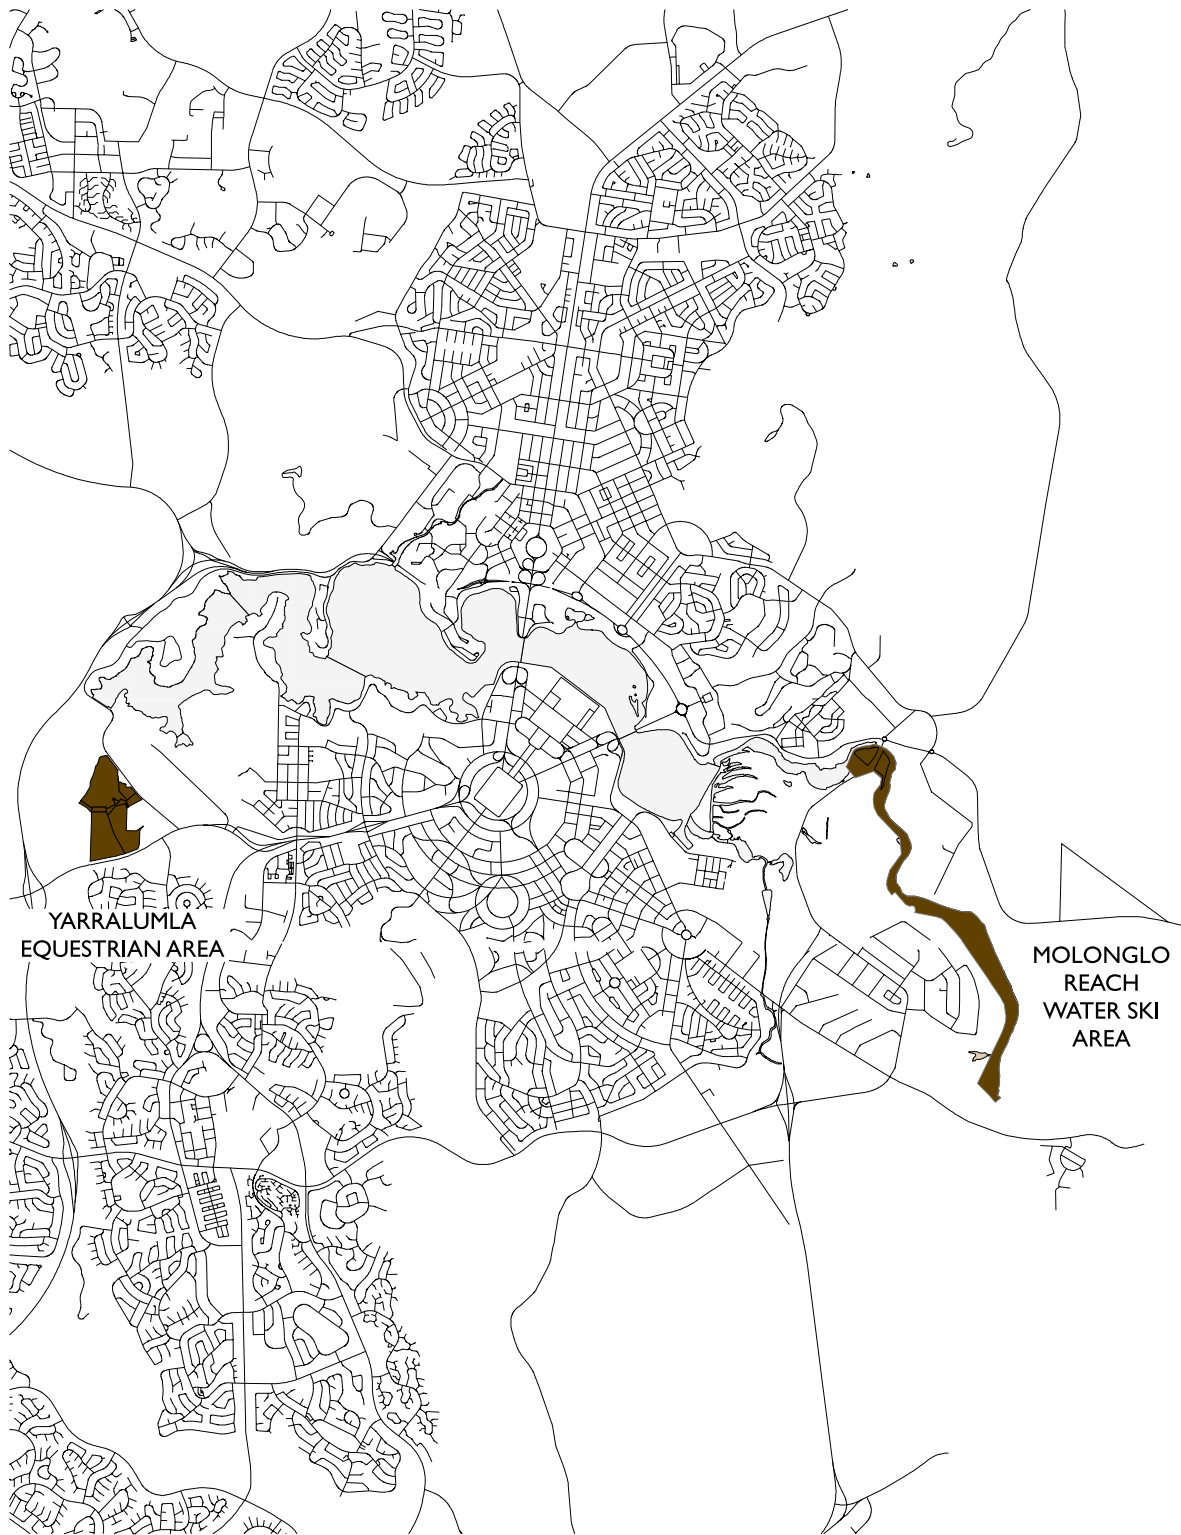 YARRALUMLA
EQUESTRIAN AREA
MOLONGLO
REACH
WATER SKI
AREA